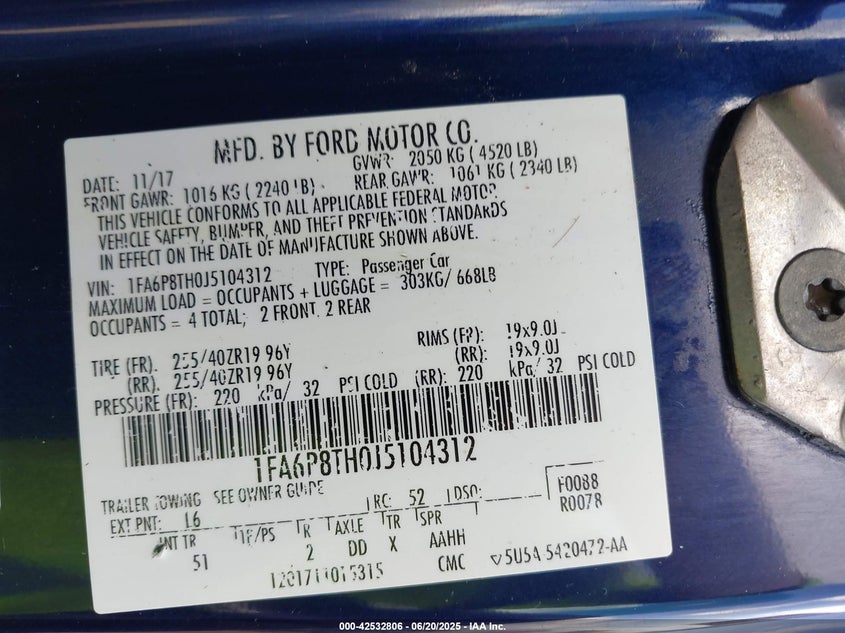 MFD. BY FORD MOTOR CO.
DATE: 11/17 GVWR: 2050 KG ( 4520 LB)
FRONT GAWR: 1016 KG ( 2240 LB) REAR GAWR: 1061 KG ( 2340 LB)
THIS VEHICLE CONFORMS TO ALL APPLICABLE FEDERAL MOTOR
VEHICLE SAFETY, BUMPER, AND THEFT PREVENTION STANDARDS
IN EFFECT ON THE DATE OF MANUFACTURE SHOWN ABOVE.
VIN: 1FA6P8TH0J5104312 TYPE: Passenger Car
MAXIMUM LOAD = OCCUPANTS + LUGGAGE = 303KG/ 668LB
OCCUPANTS = 4 TOTAL; 2 FRONT, 2 REAR
TIRE (FR). 255/40ZR19 96Y RIMS (FR): 19x9.0J
(RR). 255/40ZR19 96Y (RR): 19x9.0J
PRESSURE (FR): 220 kPa/ 32 PSI COLD (RR): 220 kPa/ 32 PSI COLD
1FA6P8TH0J5104312
TRAILER TOWING SEE OWNER GUIDE
EXT PNT: L6 RC: 52 DSO: F0088
R0078
INT TR TP/PS R AXLE TR SPR
51 2 DD X AAHH
CMC ▽5U5A-5420472-AA
000-42532806 - 06/20/2025 - IAA Inc.